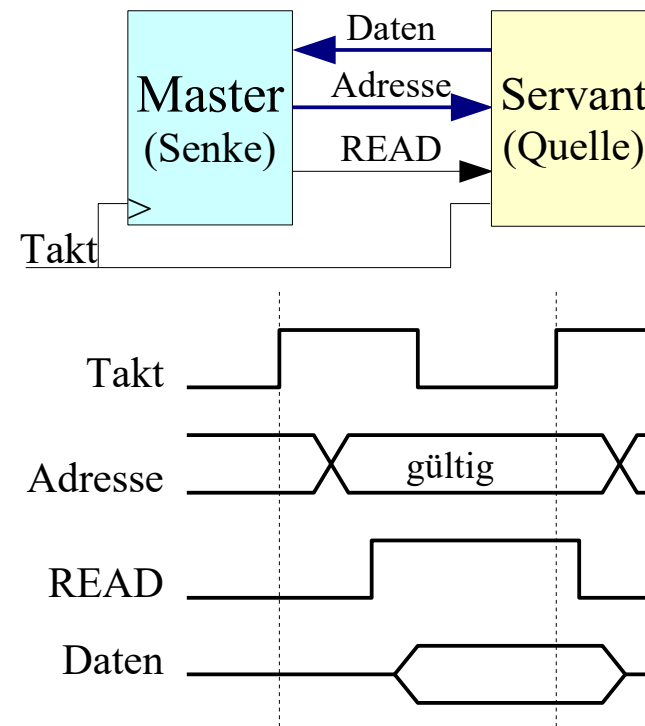 Daten
Master
Adresse
Servant
(Senke)
READ
(Quelle)
Takt
Takt
Adresse
gültig
READ
Daten